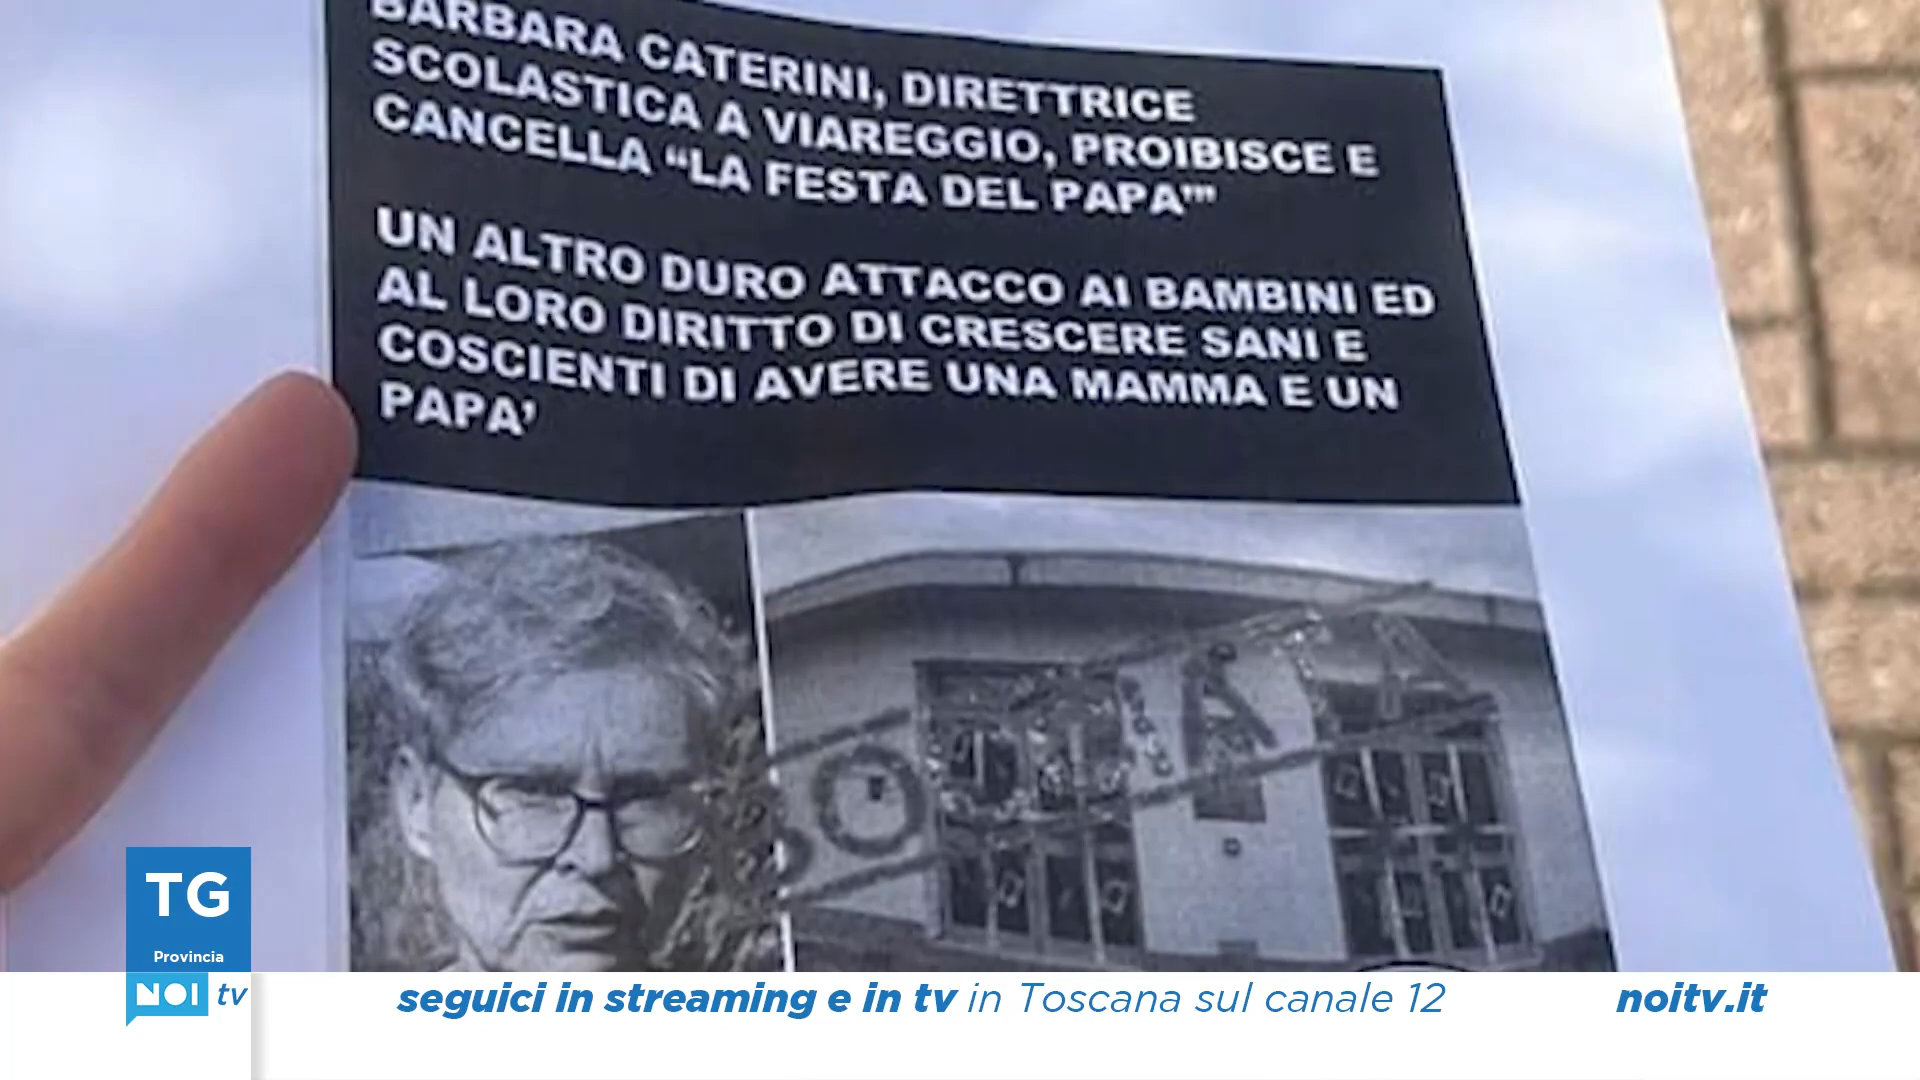 BARBARA CATERINI, DIRETTRICE
SCOLASTICA A VIAREGGIO, PROIBISCE E
CANCELLA “LA FESTA DEL PAPA’”
UN ALTRO DURO ATTACCO AI BAMBINI ED
AL LORO DIRITTO DI CRESCERE SANI E
COSCIENTI DI AVERE UNA MAMMA E UN
PAPA’
TG
Provincia
NOI tv
seguici in streaming e in tv in Toscana sul canale 12
noitv.it